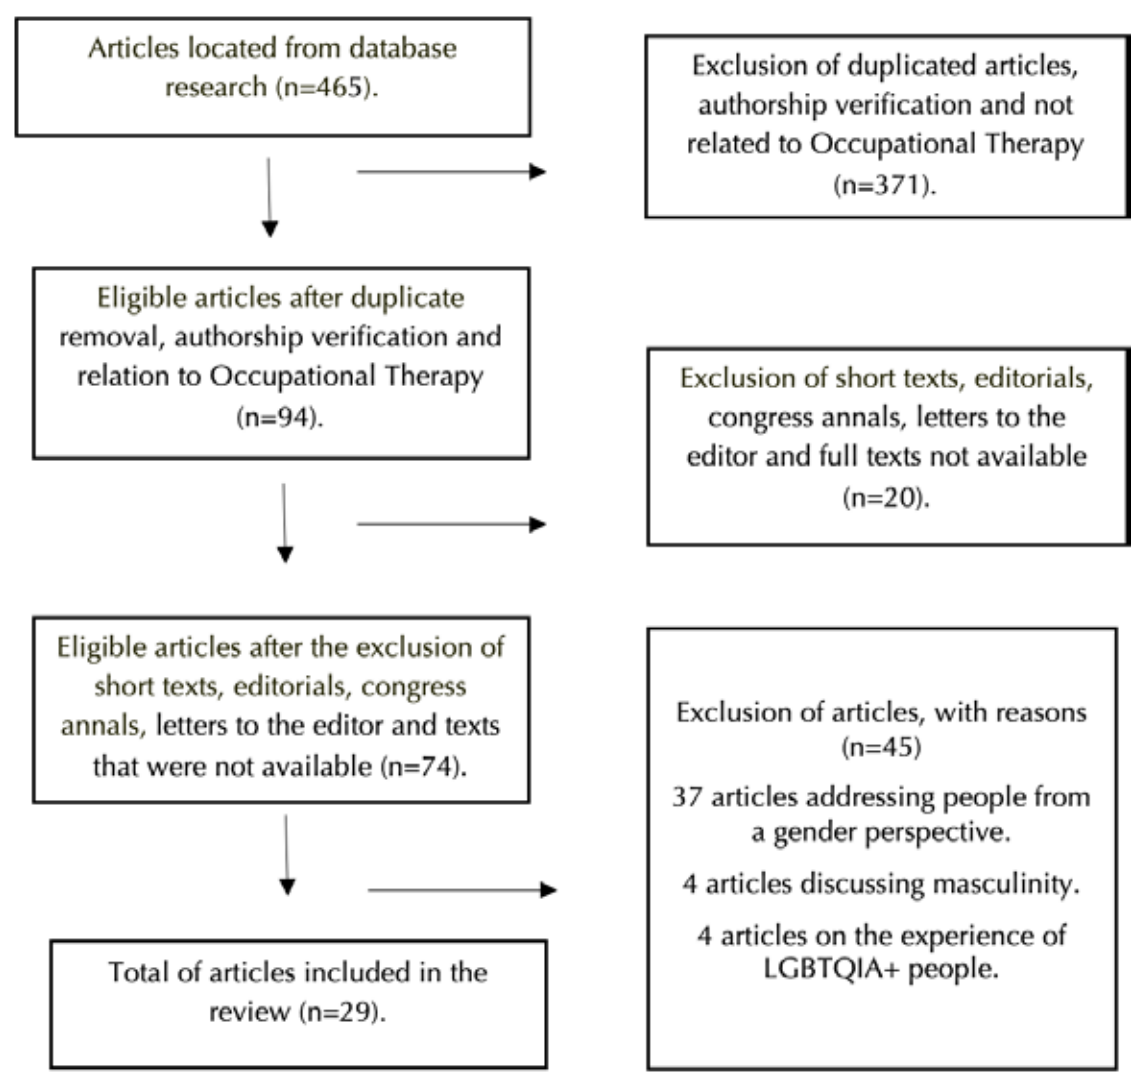 Articles located from database
research (n=465).
Exclusion of duplicated articles,
authorship verification and not
related to Occupational Therapy
(n=371).
Eligible articles after duplicate
removal, authorship verification and
relation to Occupational Therapy
(n=94).
Exclusion of short texts, editorials,
congress annals, letters to the
editor and full texts not available
(n=20).
Eligible articles after the exclusion of
short texts, editorials, congress
annals, letters to the editor and texts
that were not available (n=74).
Exclusion of articles, with reasons
(n=45)
37 articles addressing people from
a gender perspective.
4 articles discussing masculinity.
4 articles on the experience of
LGBTQIA+ people.
Total of articles included in the
review (n=29).